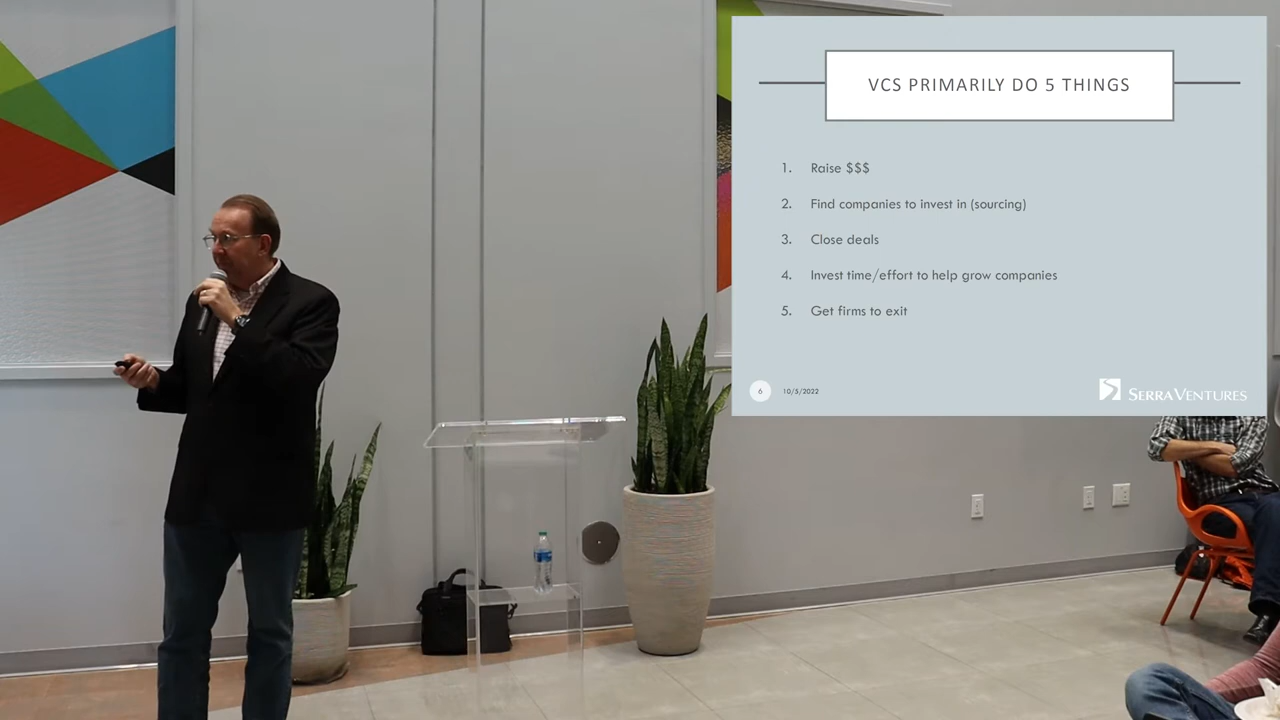 VCS PRIMARILY DO 5 THINGS
1. Raise $$$
2. Find companies to invest in (sourcing)
3. Close deals
4. Invest time/effort to help grow companies
5. Get firms to exit
6 10/5/2022
SERRAVENTURES